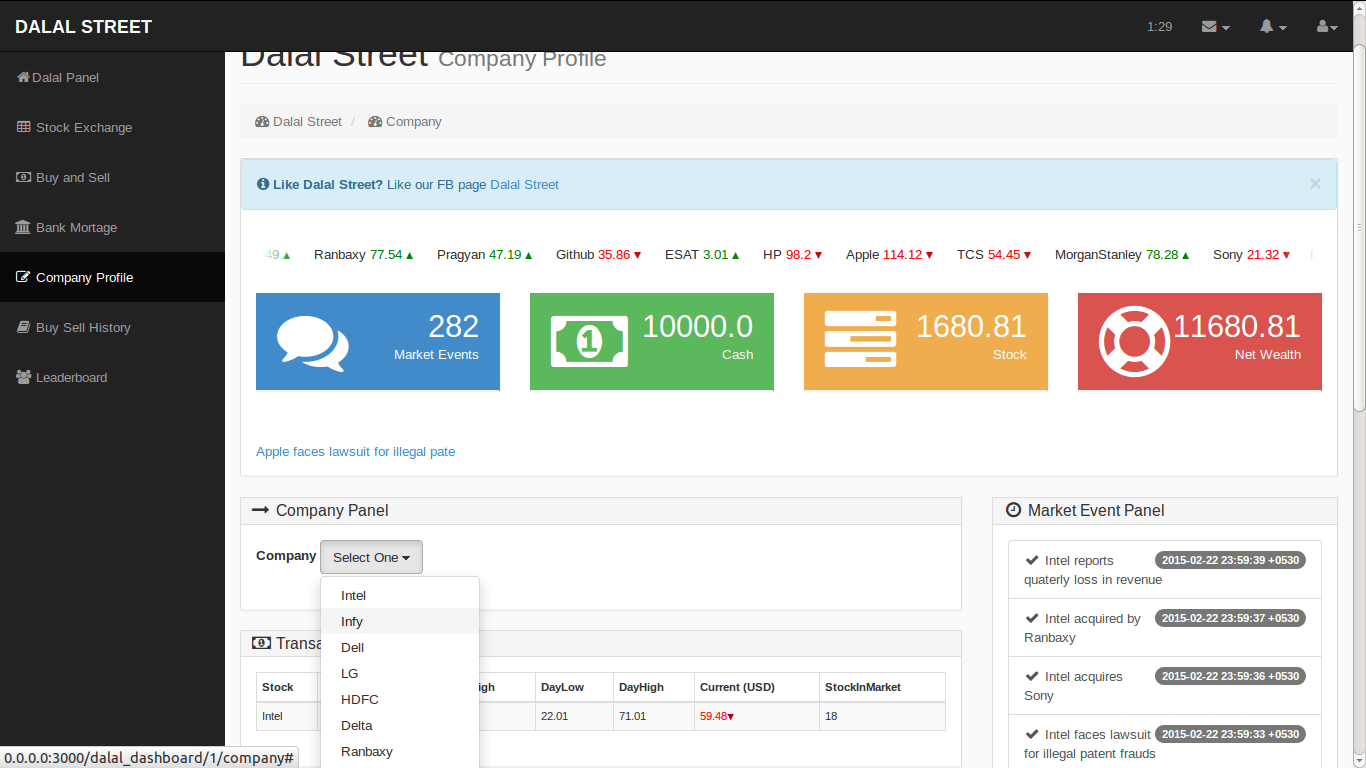 DALAL STREET
1:29
Dalal Panel
Stock Exchange
Buy and Sell
Bank Mortage
Company Profile
Buy Sell History
Leaderboard
Dalal Street Company Profile
Dalal Street / Company
Like Dalal Street? Like our FB page Dalal Street ×
49 ▲ Ranbaxy 77.54 ▲ Pragyan 47.19 ▲ Github 35.86 ▼ ESAT 3.01 ▲ HP 98.2 ▼ Apple 114.12 ▼ TCS 54.45 ▼ MorganStanley 78.28 ▲ Sony 21.32 ▼
282
Market Events
10000.0
Cash
1680.81
Stock
11680.81
Net Wealth
Apple faces lawsuit for illegal pate
Company Panel
Company Select One
Intel
Infy
Dell
LG
HDFC
Delta
Ranbaxy
Transa
Stock igh DayLow DayHigh Current (USD) StockInMarket
Intel 22.01 71.01 59.48▼ 18
Market Event Panel
Intel reports 2015-02-22 23:59:39 +0530
quaterly loss in revenue
Intel acquired by 2015-02-22 23:59:37 +0530
Ranbaxy
Intel acquires 2015-02-22 23:59:36 +0530
Sony
Intel faces lawsuit 2015-02-22 23:59:33 +0530
for illegal patent frauds
0.0.0.0:3000/dalal_dashboard/1/company#